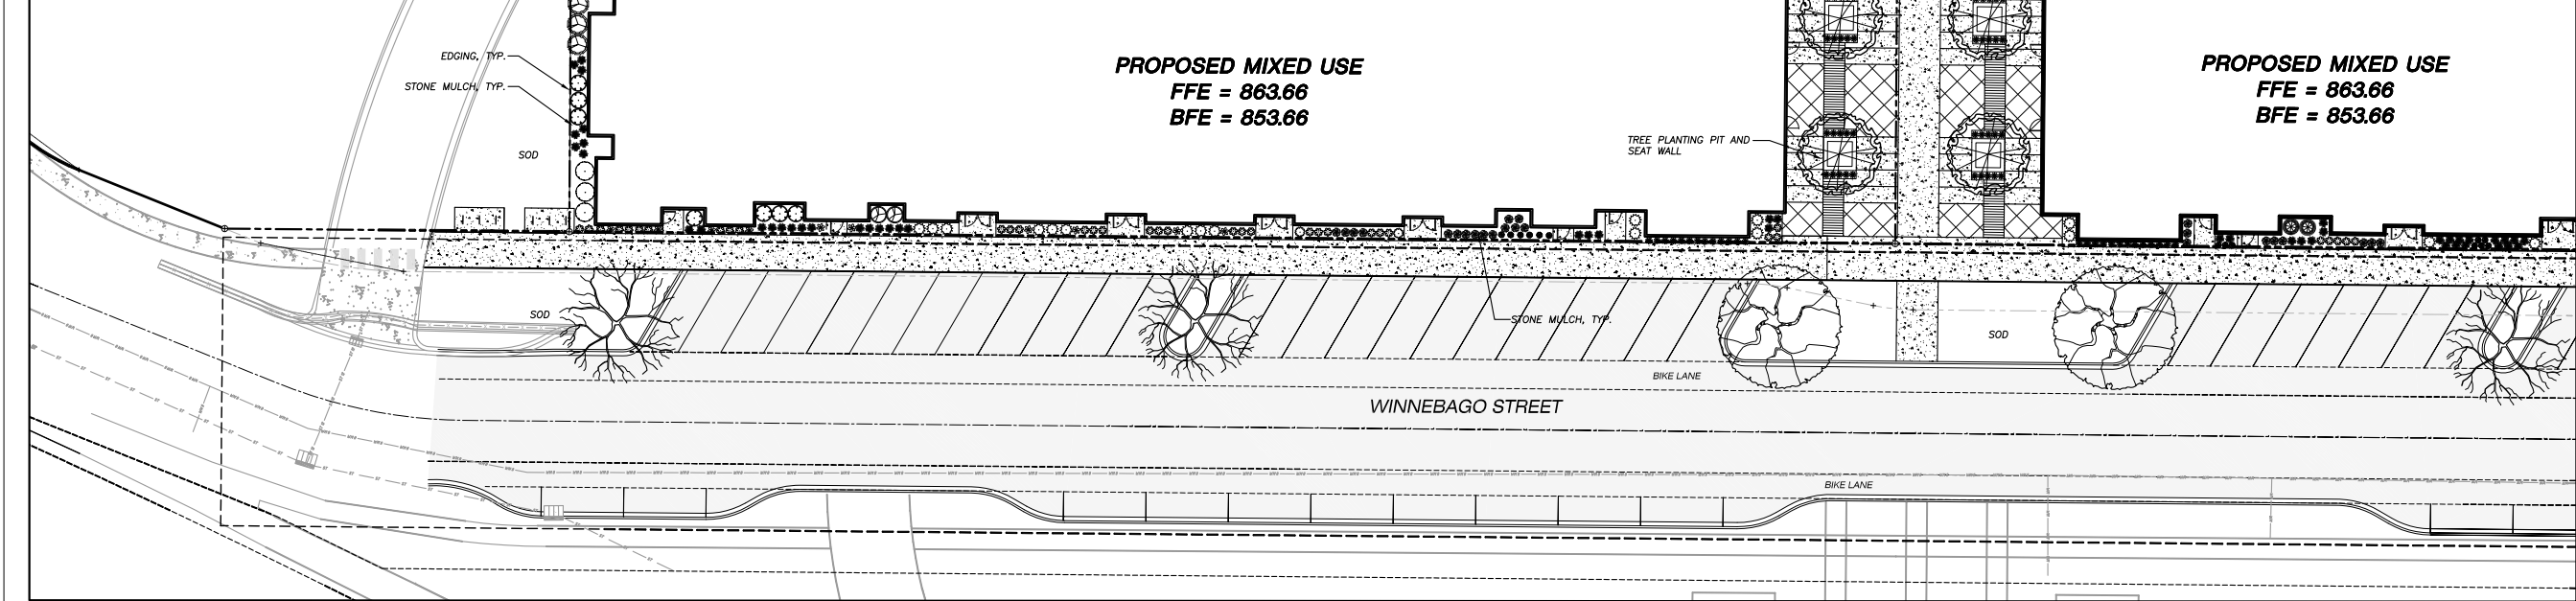 EDGING, TYP.
STONE MULCH, TYP.
SOD
PROPOSED MIXED USE
FFE = 863.66
BFE = 853.66
TREE PLANTING PIT AND
SEAT WALL
PROPOSED MIXED USE
FFE = 863.66
BFE = 853.66
SOD
STONE MULCH, TYP.
SOD
BIKE LANE
WINNEBAGO STREET
BIKE LANE